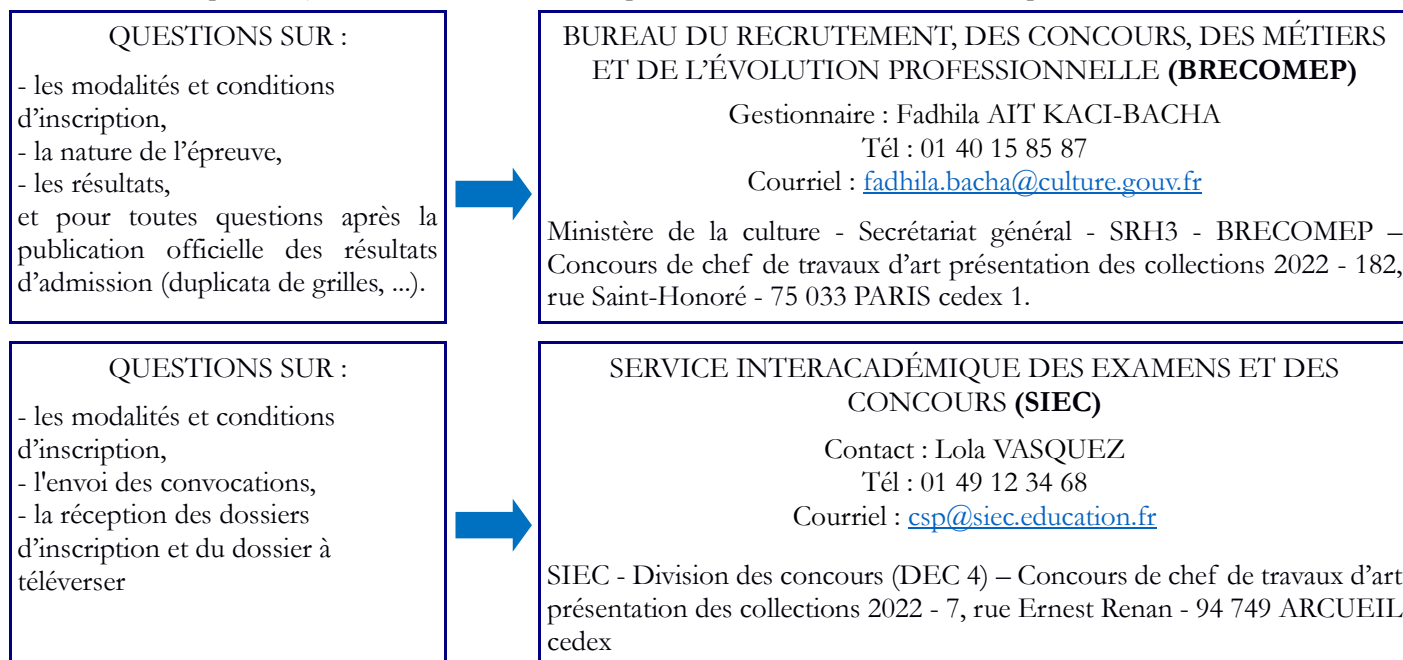 QUESTIONS SUR :
- les modalités et conditions
d’inscription,
- la nature de l’épreuve,
- les résultats,
et pour toutes questions après la
publication officielle des résultats
d’admission (duplicata de grilles, ...).
BUREAU DU RECRUTEMENT, DES CONCOURS, DES MÉTIERS
ET DE L’ÉVOLUTION PROFESSIONNELLE (BRECOMEP)
Gestionnaire : Fadhila AIT KACI-BACHA
Tél : 01 40 15 85 87
Courriel : fadhila.bacha@culture.gouv.fr
Ministère de la culture - Secrétariat général - SRH3 - BRECOMEP –
Concours de chef de travaux d’art présentation des collections 2022 - 182,
rue Saint-Honoré - 75 033 PARIS cedex 1.
QUESTIONS SUR :
- les modalités et conditions
d’inscription,
- l'envoi des convocations,
- la réception des dossiers
d’inscription et du dossier à
téléverser
SERVICE INTERACADÉMIQUE DES EXAMENS ET DES
CONCOURS (SIEC)
Contact : Lola VASQUEZ
Tél : 01 49 12 34 68
Courriel : csp@siec.education.fr
SIEC - Division des concours (DEC 4) – Concours de chef de travaux d’art
présentation des collections 2022 - 7, rue Ernest Renan - 94 749 ARCUEIL
cedex